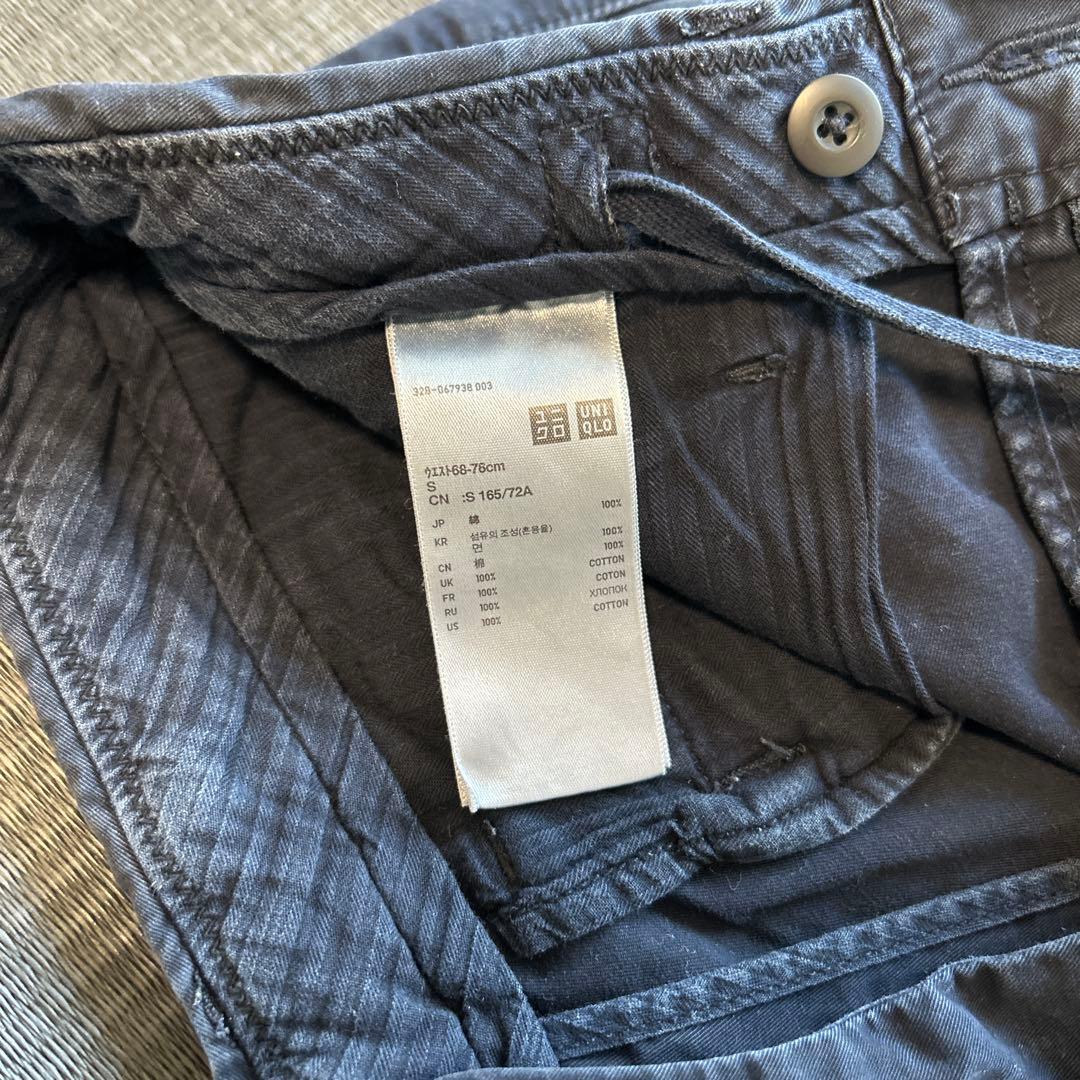 328-067938 003
ユニクロ
UNIQLO
ウエスト68-76cm
S
CN :S 165/72A
JP 綿 100%
KR 섬유의 조성(혼용율)
면 100%
CN 棉 100%
UK 100% COTTON
FR 100% COTON
RU 100% ХЛОПОК
US 100% COTTON